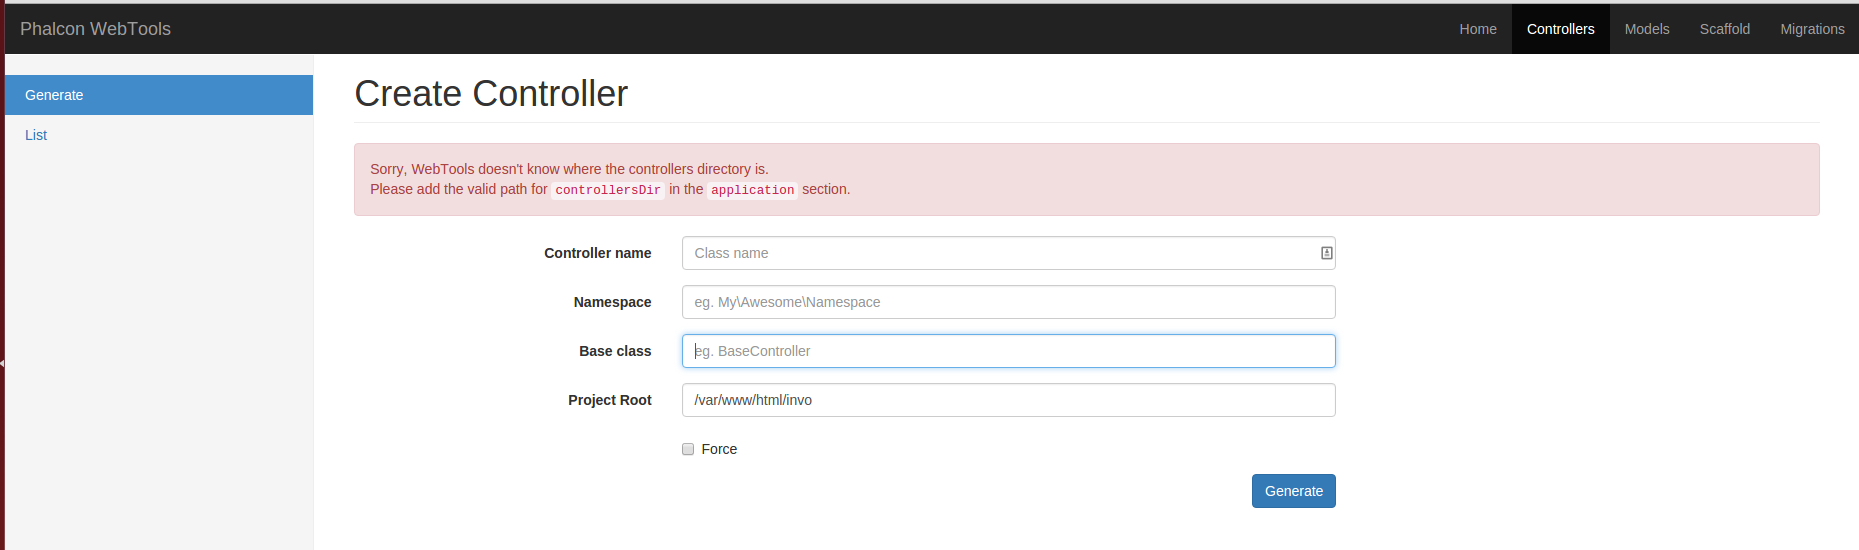 Phalcon WebTools
Home Controllers Models Scaffold Migrations
Generate
List
Create Controller
Sorry, WebTools doesn't know where the controllers directory is.
Please add the valid path for controllersDir in the application section.
Controller name Class name
Namespace eg. My\Awesome\Namespace
Base class eg. BaseController
Project Root /var/www/html/invo
Force
Generate